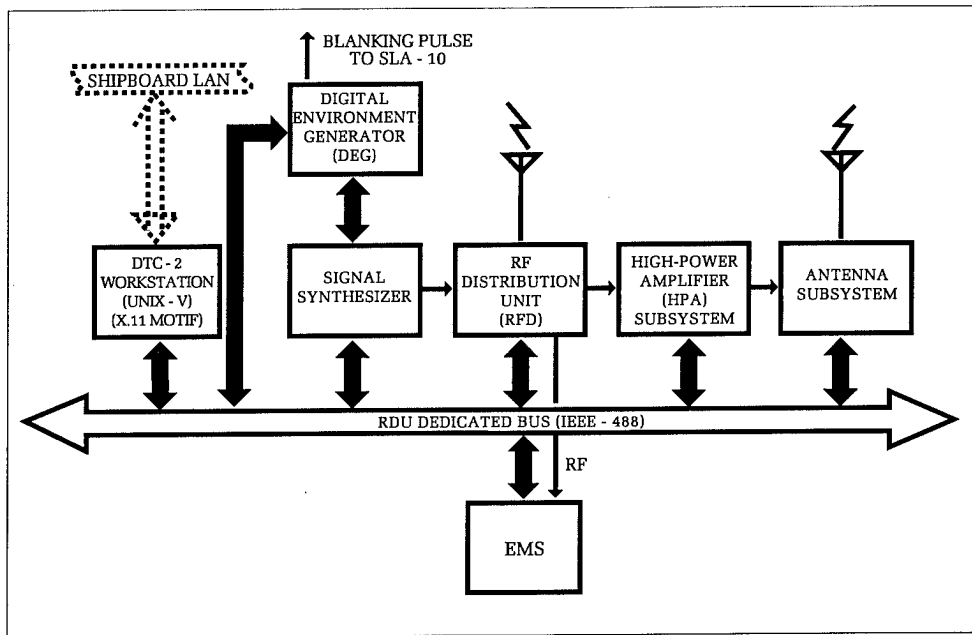 BLANKING PULSE
TO SLA - 10
SHIPBOARD LAN
DIGITAL
ENVIRONMENT
GENERATOR
(DEG)
DTC - 2
WORKSTATION
(UNIX - V)
(X.11 MOTIF)
SIGNAL
SYNTHESIZER
RF
DISTRIBUTION
UNIT
(RFD)
HIGH-POWER
AMPLIFIER
(HPA)
SUBSYSTEM
ANTENNA
SUBSYSTEM
RDU DEDICATED BUS (IEEE - 488)
RF
EMS